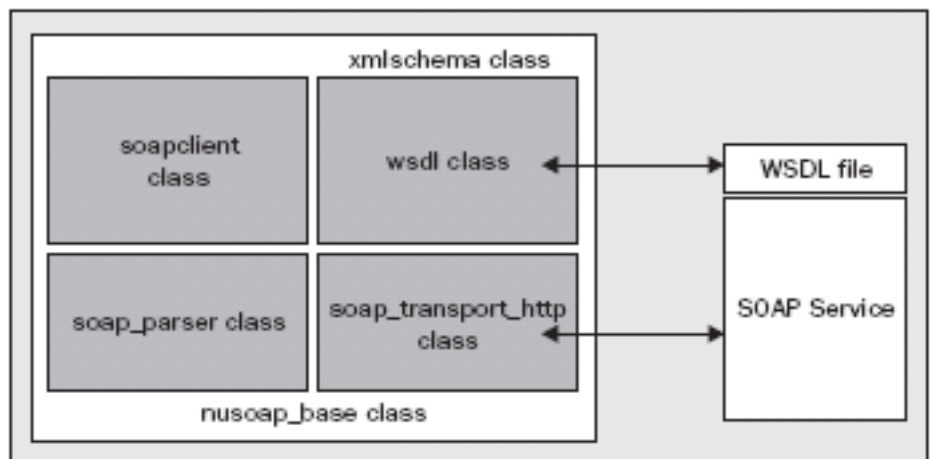 xmlschema class
soapclient
class
wsdl class
WSDL file
soap_parser class
soap_transport_http
class
SOAP Service
nusoap_base class